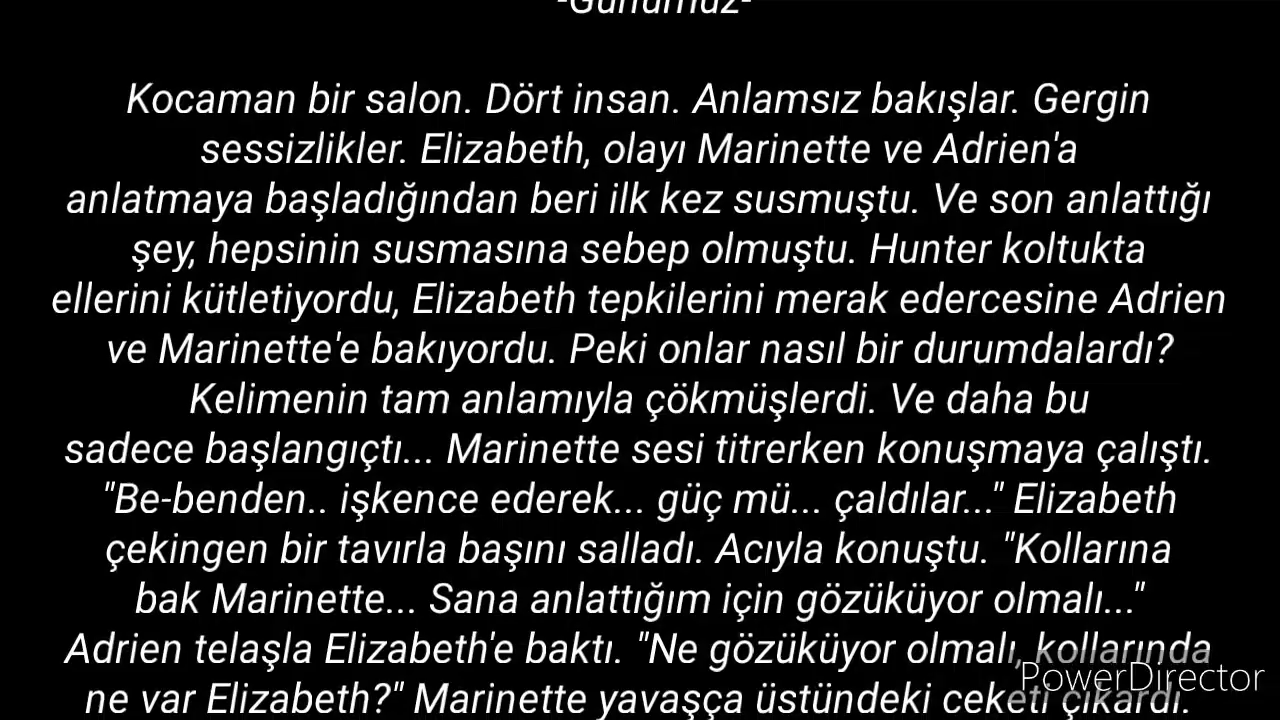 -Günümüz-
Kocaman bir salon. Dört insan. Anlamsız bakışlar. Gergin
sessizlikler. Elizabeth, olayı Marinette ve Adrien'a
anlatmaya başladığından beri ilk kez susmuştu. Ve son anlattığı
şey, hepsinin susmasına sebep olmuştu. Hunter koltukta
ellerini kütletiyordu, Elizabeth tepkilerini merak edercesine Adrien
ve Marinette'e bakıyordu. Peki onlar nasıl bir durumdalardı?
Kelimenin tam anlamıyla çökmüşlerdi. Ve daha bu
sadece başlangıçtı... Marinette sesi titrerken konuşmaya çalıştı.
"Be-benden.. işkence ederek... güç mü... çaldılar..." Elizabeth
çekingen bir tavırla başını salladı. Acıyla konuştu. "Kollarına
bak Marinette... Sana anlattığım için gözüküyor olmalı..."
Adrien telaşla Elizabeth'e baktı. "Ne gözüküyor olmalı, kollarında
ne var Elizabeth?" Marinette yavaşça üstündeki ceketi çıkardı.
PowerDirector